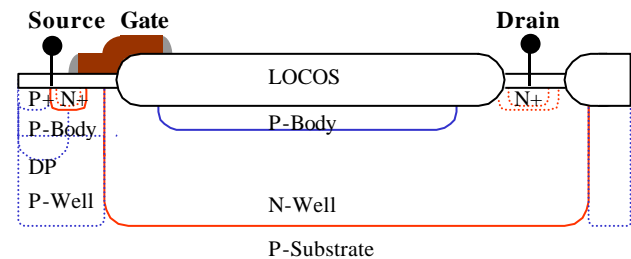 Source Gate Drain
LOCOS
P+ N+ N+
P-Body P-Body
DP
P-Well N-Well
P-Substrate